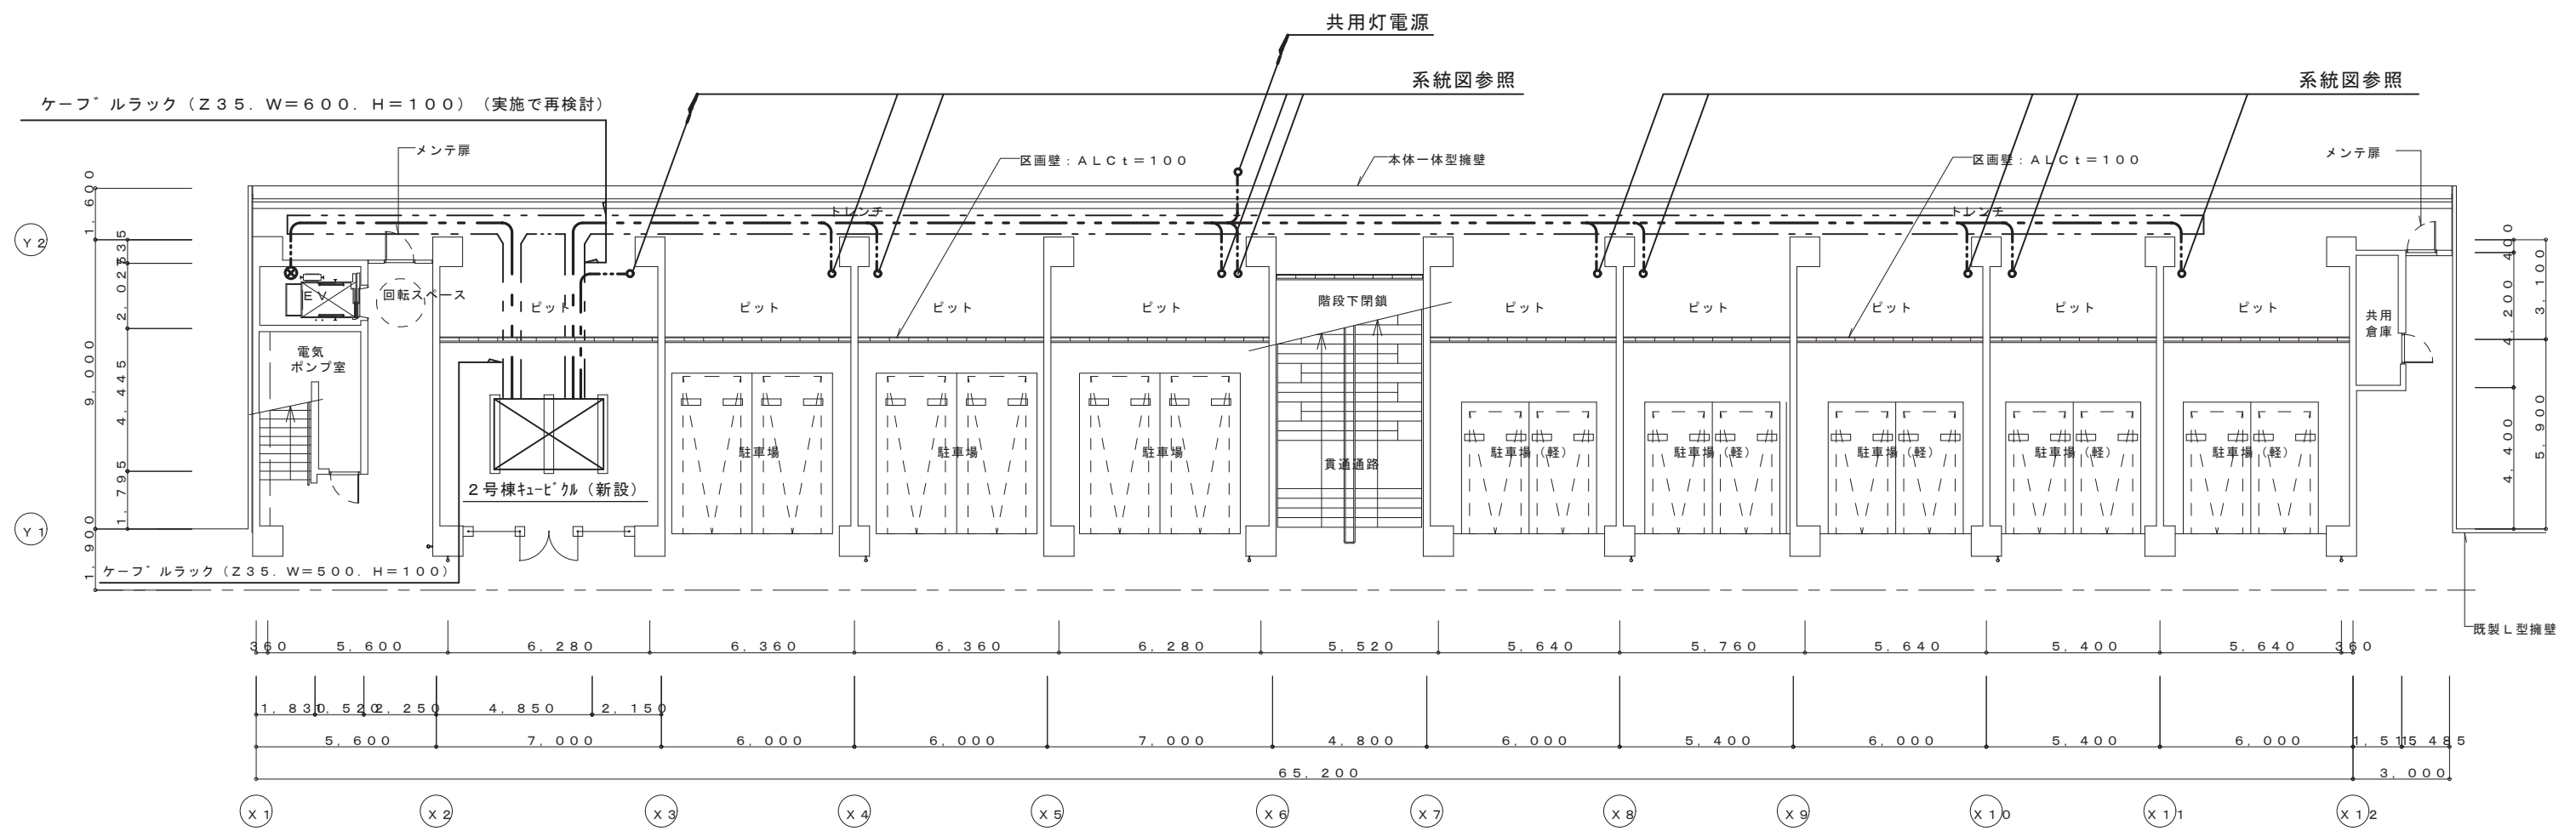 共用灯電源
系統図参照
系統図参照
ケーブルラック（Ｚ３５．Ｗ＝６００．Ｈ＝１００）（実施で再検討）
メンテ扉
区画壁：ＡＬＣｔ＝１００
本体一体型擁壁
区画壁：ＡＬＣｔ＝１００
メンテ扉
トレンチ
トレンチ
Ｙ２
１，６００
５３５
２，０２５
９，０００
４，４４５
１，７９５
１，９００
Ｙ１
ＥＶ
回転スペース
ピット
ピット
ピット
ピット
階段下閉鎖
ピット
ピット
ピット
ピット
ピット
共用
倉庫
４００
４，２００
３，１００
４，４００
５，９００
電気
ポンプ室
駐車場
駐車場
駐車場
貫通通路
駐車場（軽）
駐車場（軽）
駐車場（軽）
駐車場（軽）
駐車場（軽）
２号棟ｷｭｰﾋﾞｸﾙ（新設）
ケーブルラック（Ｚ３５．Ｗ＝５００．Ｈ＝１００）
既製Ｌ型擁壁
３６０
５，６００
６，２８０
６，３６０
６，３６０
６，２８０
５，５２０
５，６４０
５，７６０
５，６４０
５，４００
５，６４０
３６０
１，８３０
１，５２０
２，２５０
４，８５０
２，１５０
５，６００
７，０００
６，０００
６，０００
７，０００
４，８００
６，０００
５，４００
６，０００
５，４００
６，０００
１，５１５
１，４８５
６５，２００
３，０００
Ｘ１
Ｘ２
Ｘ３
Ｘ４
Ｘ５
Ｘ６
Ｘ７
Ｘ８
Ｘ９
Ｘ１０
Ｘ１１
Ｘ１２